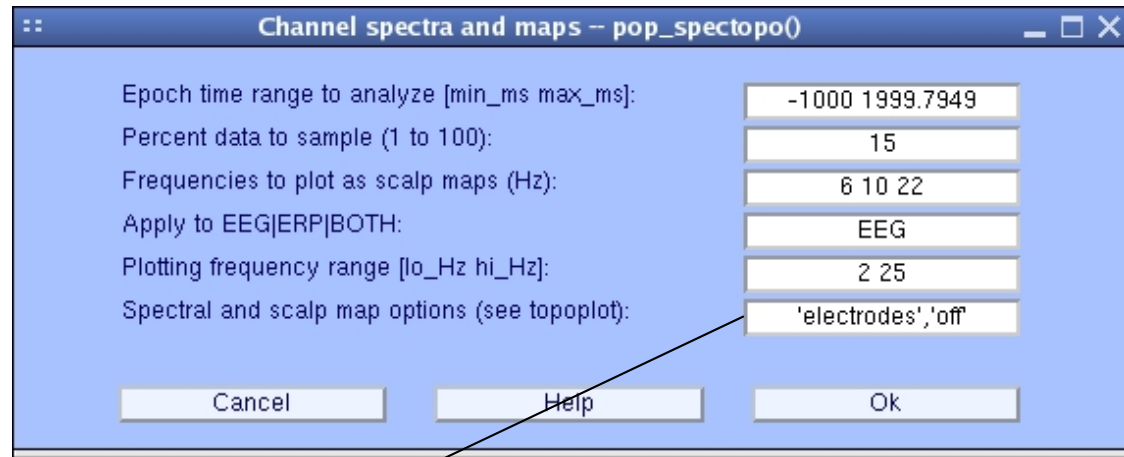 Channel spectra and maps -- pop_spectopo()
Epoch time range to analyze [min_ms max_ms]: -1000 1999.7949
Percent data to sample (1 to 100): 15
Frequencies to plot as scalp maps (Hz): 6 10 22
Apply to EEG|ERP|BOTH: EEG
Plotting frequency range [lo_Hz hi_Hz]: 2 25
Spectral and scalp map options (see topoplot): 'electrodes','off'
Cancel Help Ok